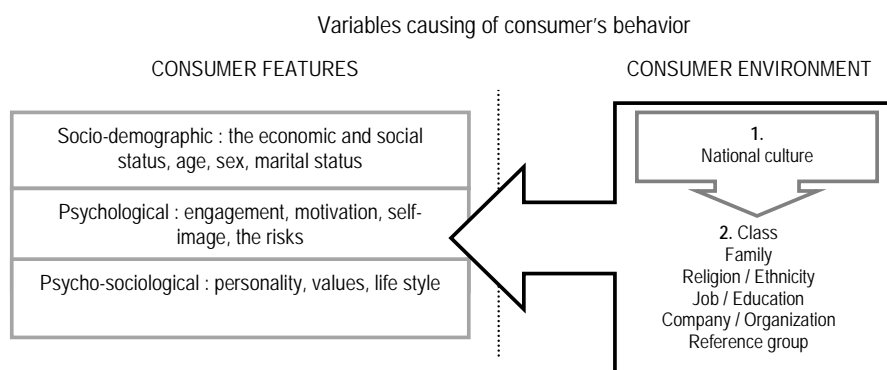 Variables causing of consumer's behavior
CONSUMER FEATURES
CONSUMER ENVIRONMENT
Socio-demographic : the economic and social
status, age, sex, marital status
Psychological : engagement, motivation, self-
image, the risks
Psycho-sociological : personality, values, life style
1.
National culture
2. Class
Family
Religion / Ethnicity
Job / Education
Company / Organization
Reference group